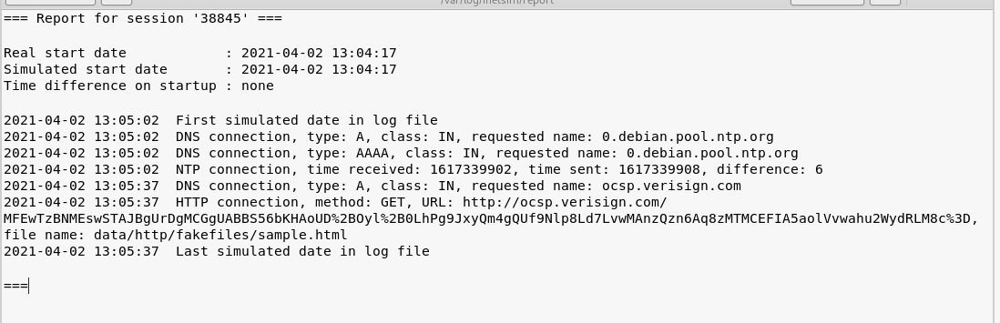 /var/log/inetsim/report
=== Report for session '38845' ===
Real start date            : 2021-04-02 13:04:17
Simulated start date       : 2021-04-02 13:04:17
Time difference on startup : none
2021-04-02 13:05:02  First simulated date in log file
2021-04-02 13:05:02  DNS connection, type: A, class: IN, requested name: 0.debian.pool.ntp.org
2021-04-02 13:05:02  DNS connection, type: AAAA, class: IN, requested name: 0.debian.pool.ntp.org
2021-04-02 13:05:02  NTP connection, time received: 1617339902, time sent: 1617339908, difference: 6
2021-04-02 13:05:37  DNS connection, type: A, class: IN, requested name: ocsp.verisign.com
2021-04-02 13:05:37  HTTP connection, method: GET, URL: http://ocsp.verisign.com/
MFEwTzBNMEswSTAJBgUrDgMCGgUABBS56bKHAoUD%2BOyl%2B0LhPg9JxyQm4gQUf9Nlp8Ld7LvwMAnzQzn6Aq8zMTMCEFIA5aolVvwahu2WydRLM8c%3D,
file name: data/http/fakefiles/sample.html
2021-04-02 13:05:37  Last simulated date in log file
===